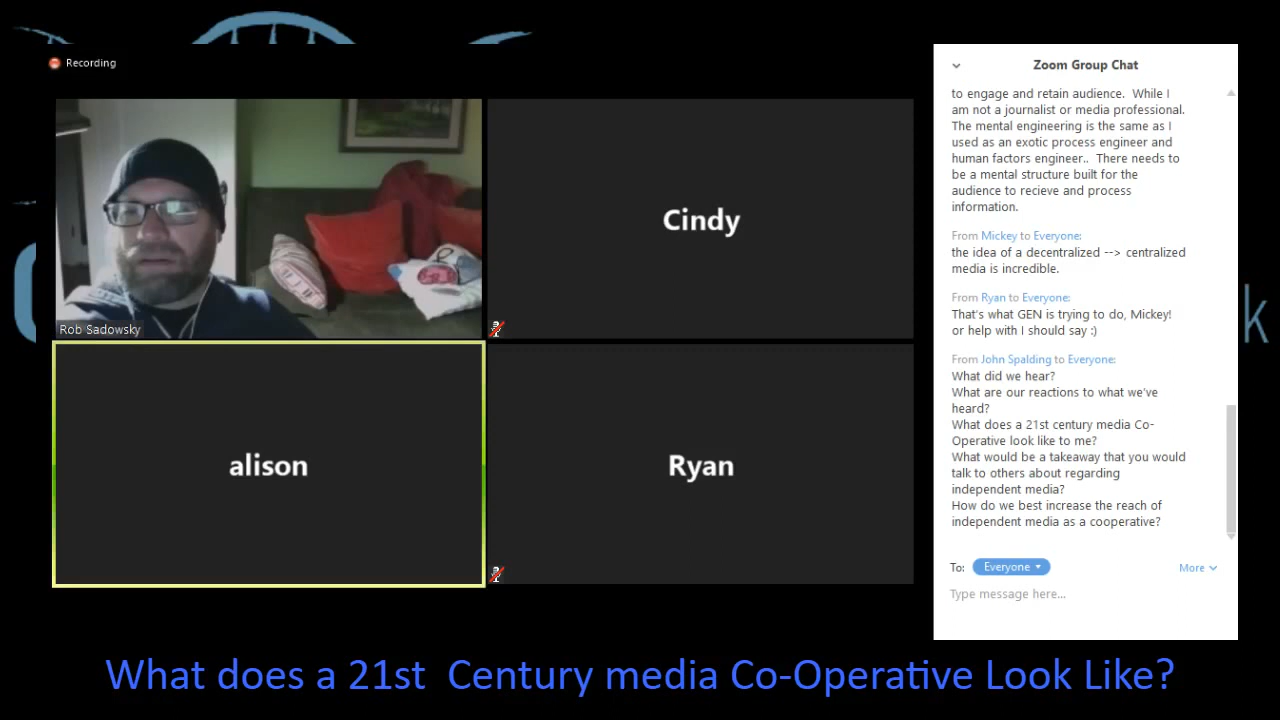 Recording
Rob Sadowsky
Cindy
alison
Ryan
Zoom Group Chat
to engage and retain audience.  While I
am not a journalist or media professional.
The mental engineering is the same as I
used as an exotic process engineer and
human factors engineer..  There needs to
be a mental structure built for the
audience to recieve and process
information.
From Mickey to Everyone:
the idea of a decentralized --> centralized
media is incredible.
From Ryan to Everyone:
That's what GEN is trying to do, Mickey!
or help with I should say :)
From John Spalding to Everyone:
What did we hear?
What are our reactions to what we've
heard?
What does a 21st century media Co-
Operative look like to me?
What would be a takeaway that you would
talk to others about regarding
independent media?
How do we best increase the reach of
independent media as a cooperative?
To: Everyone
More
Type message here...
k
What does a 21st  Century media Co-Operative Look Like?